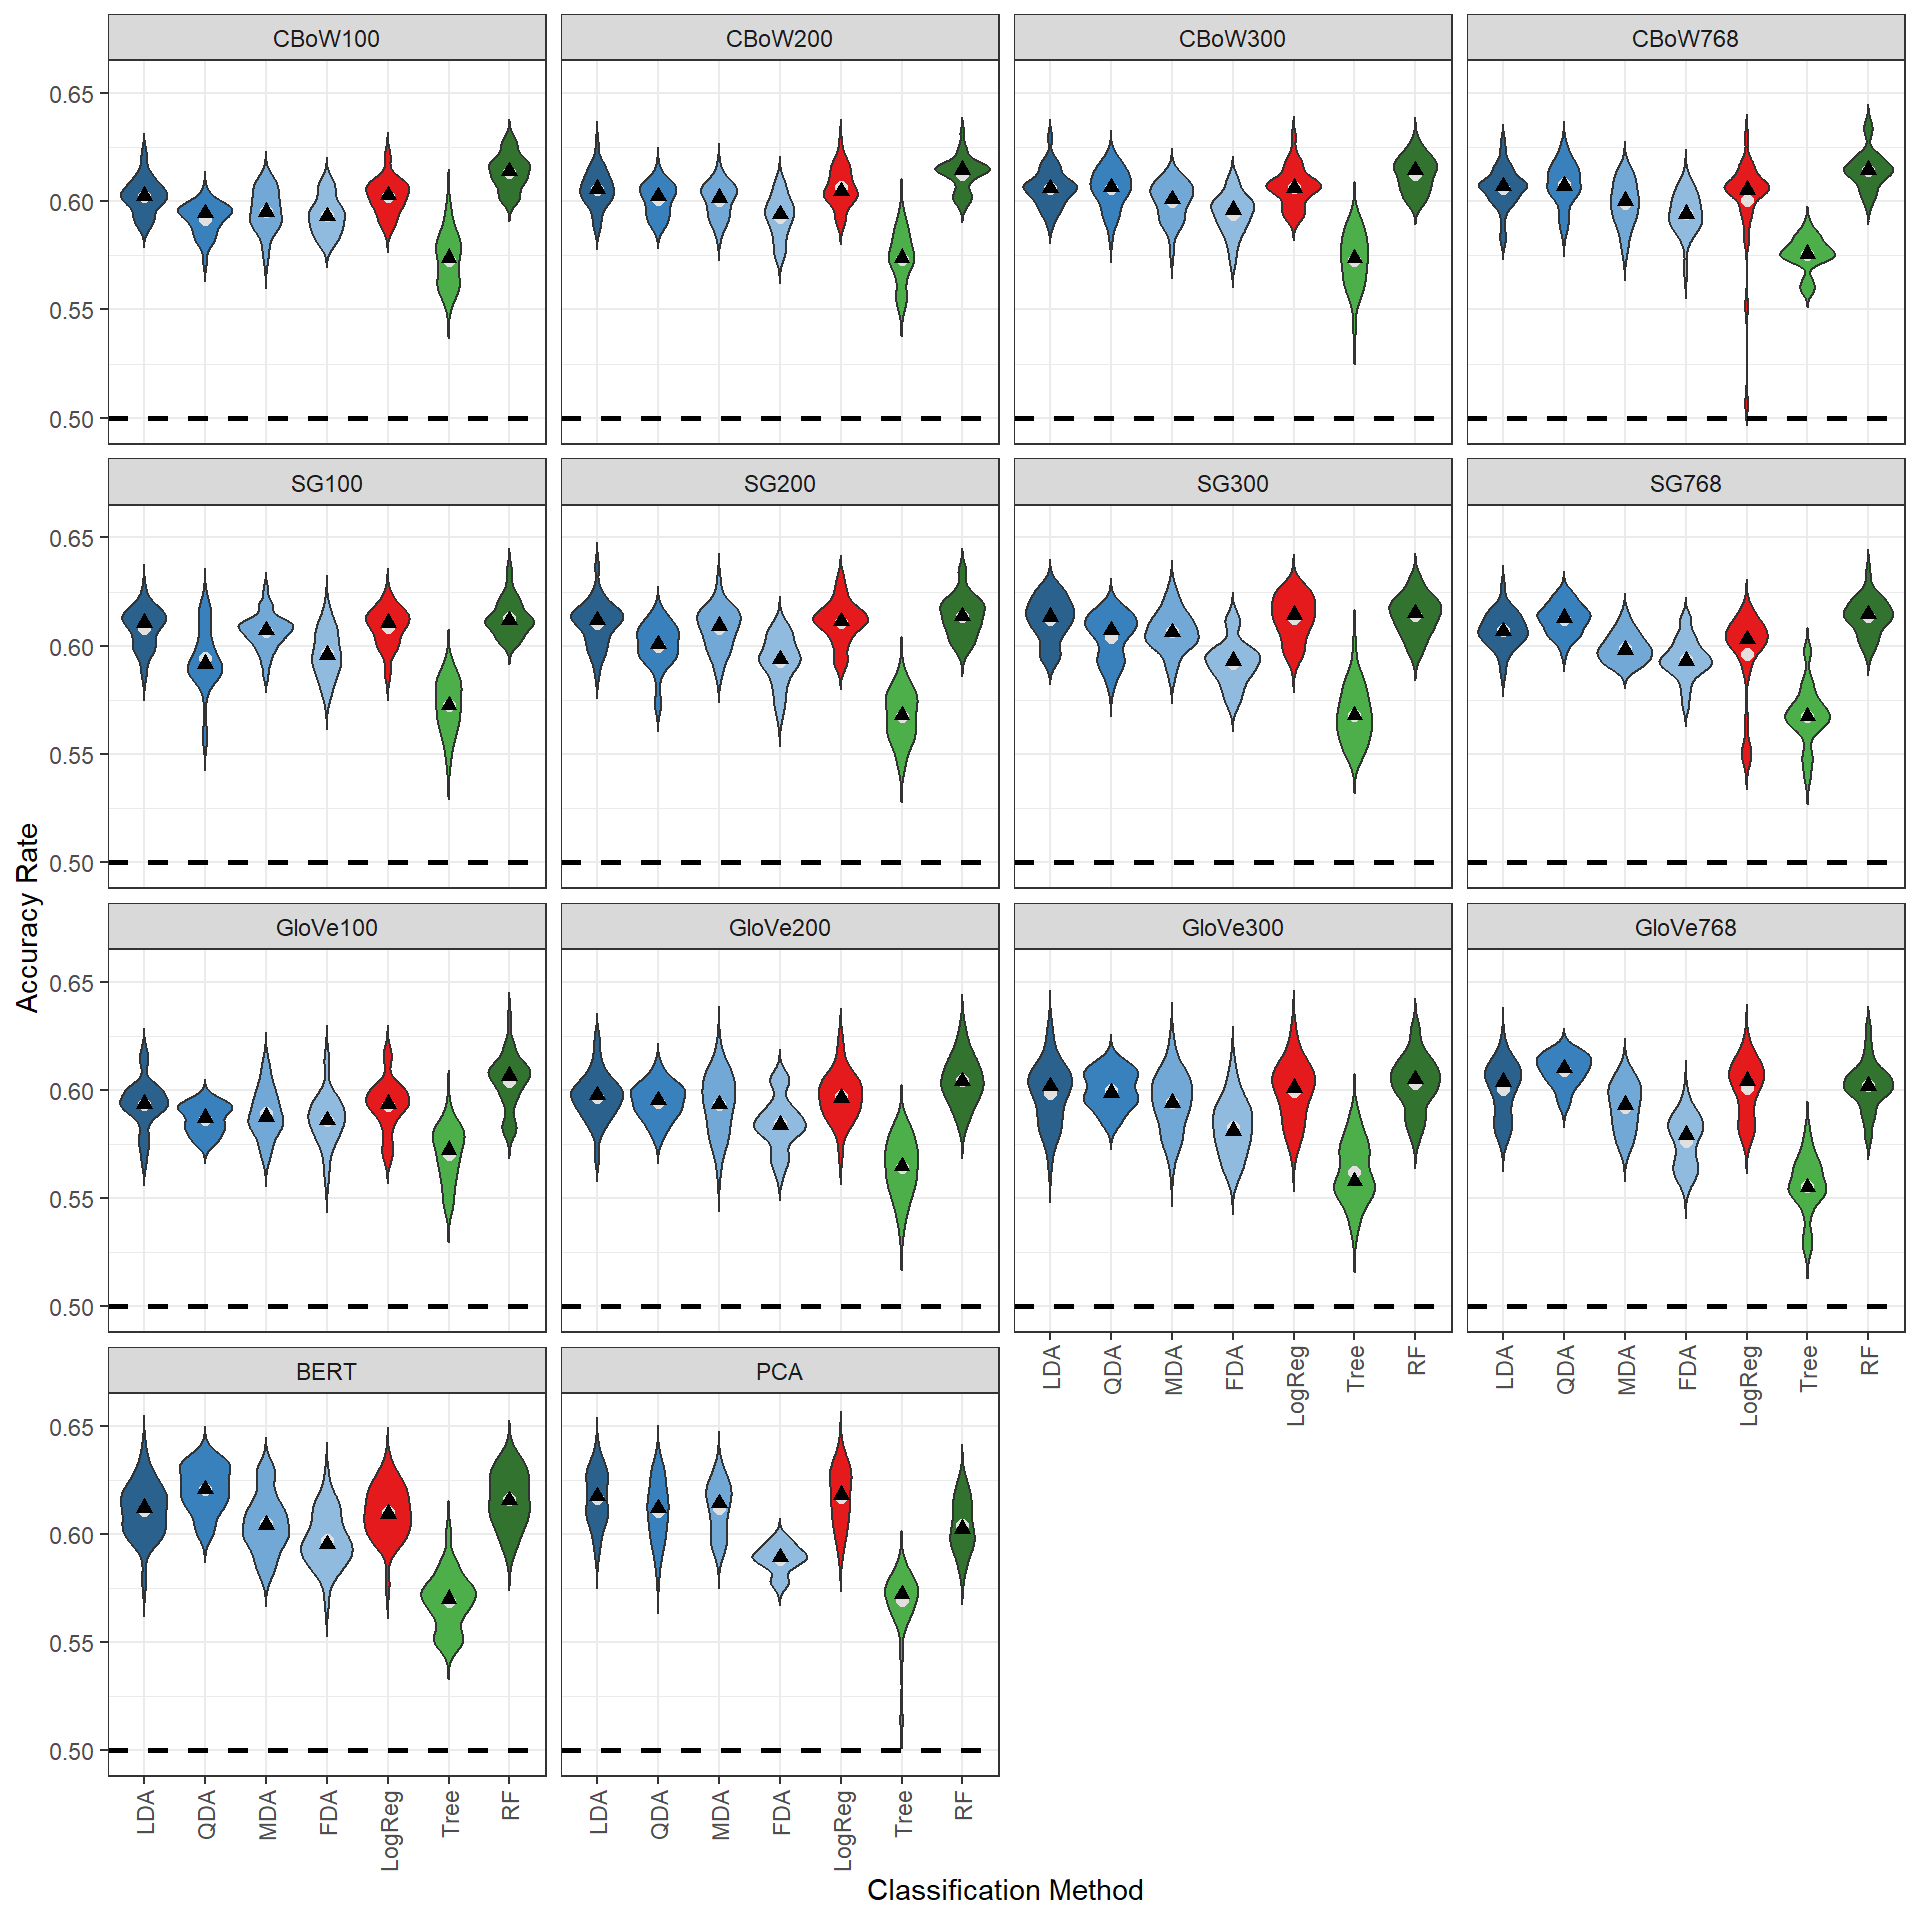 CBoW100 CBoW200 CBoW300 CBoW768
0.65
0.60
0.55
0.50
SG100 SG200 SG300 SG768
0.65
0.60
0.55
0.50
Accuracy Rate
GloVe100 GloVe200 GloVe300 GloVe768
0.65
0.60
0.55
0.50
LDA QDA MDA FDA LogReg Tree RF LDA QDA MDA FDA LogReg Tree RF
BERT PCA
0.65
0.60
0.55
0.50
LDA QDA MDA FDA LogReg Tree RF LDA QDA MDA FDA LogReg Tree RF
Classification Method